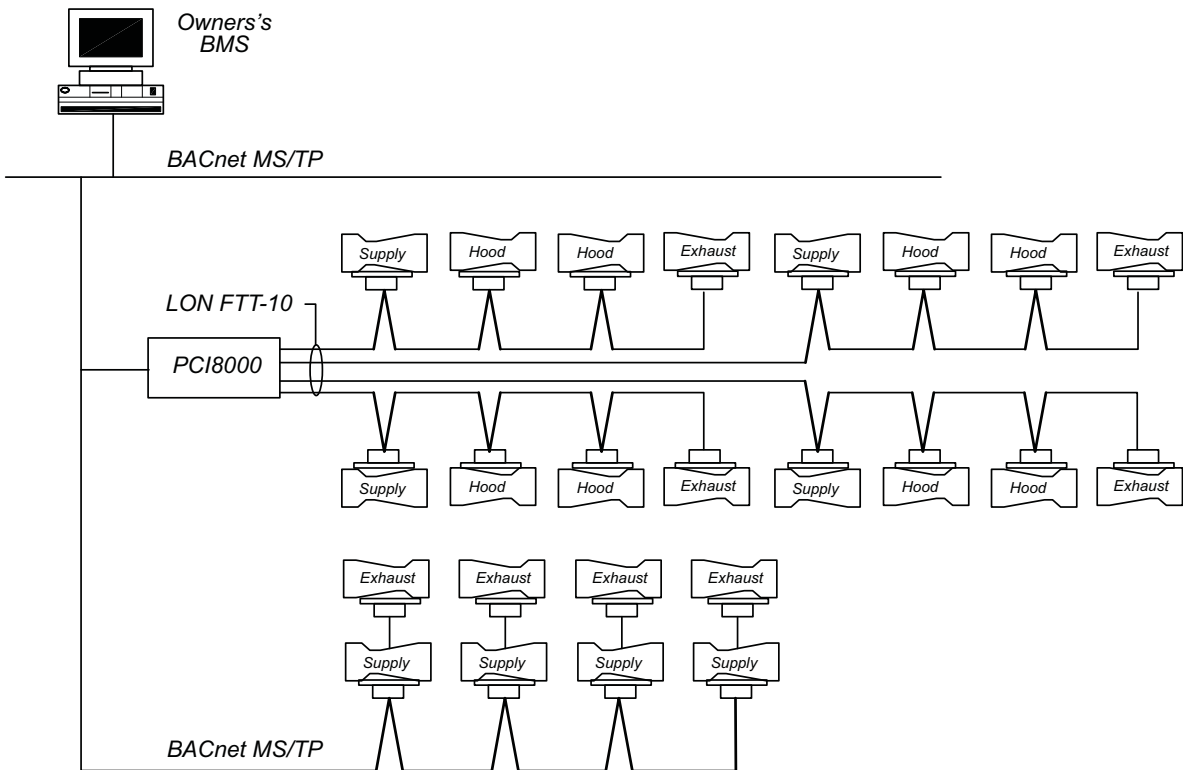 Owners's
BMS
BACnet MS/TP
Supply
Hood
Hood
Exhaust
Supply
Hood
Hood
Exhaust
LON FTT-10
PCI8000
Supply
Hood
Hood
Exhaust
Supply
Hood
Hood
Exhaust
Exhaust
Exhaust
Exhaust
Exhaust
Supply
Supply
Supply
Supply
BACnet MS/TP